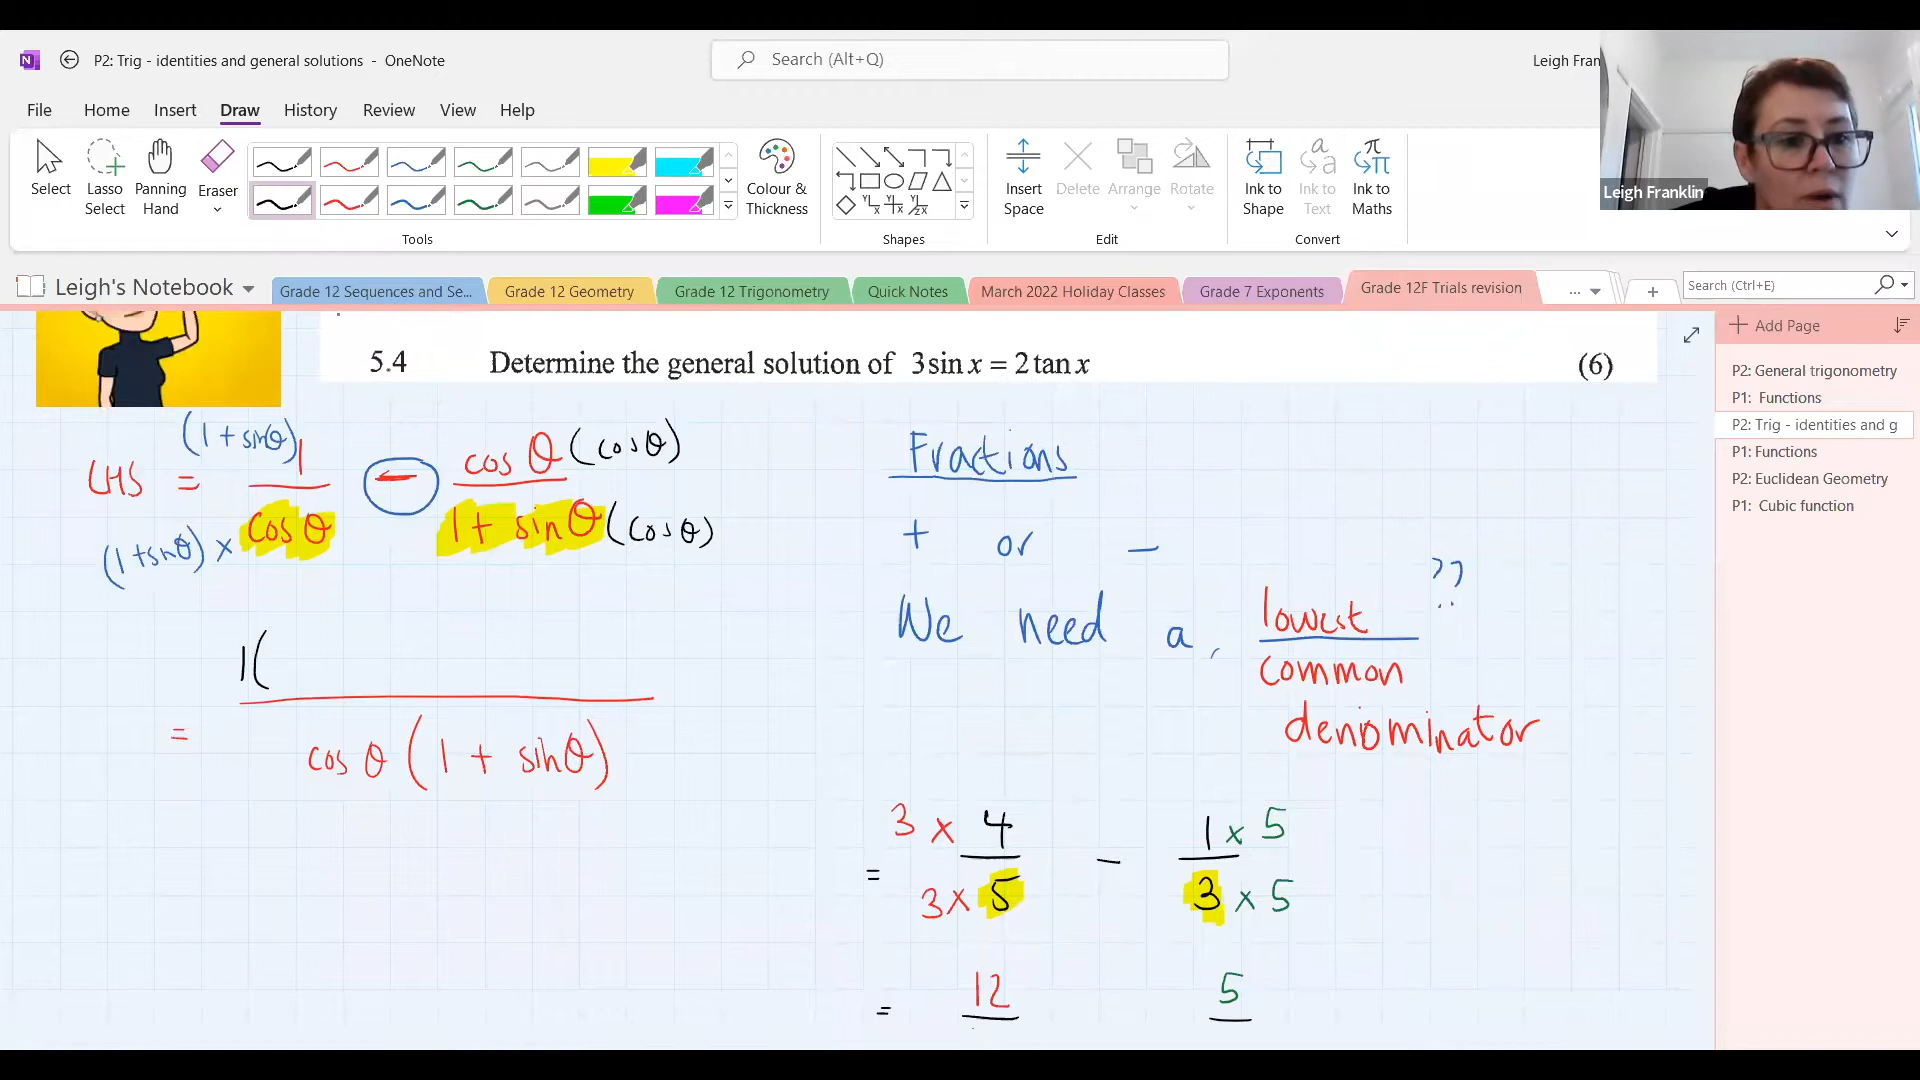 P2: Trig - identities and general solutions - OneNote
Search (Alt+Q)
Leigh Fran
File Home Insert Draw History Review View Help
Select
Lasso Select
Panning Hand
Eraser
Colour & Thickness
Insert Space
Delete
Arrange
Rotate
Ink to Shape
Ink to Text
Ink to Maths
Tools
Shapes
Edit
Convert
Leigh Franklin
Leigh's Notebook
Grade 12 Sequences and Se...
Grade 12 Geometry
Grade 12 Trigonometry
Quick Notes
March 2022 Holiday Classes
Grade 7 Exponents
Grade 12F Trials revision
...
Search (Ctrl+E)
Add Page
P2: General trigonometry
P1: Functions
P2: Trig - identities and g
P1: Functions
P2: Euclidean Geometry
P1: Cubic function
5.4 Determine the general solution of 3 sin x = 2 tan x (6)
(1 + sinθ) 1 cos θ (cosθ)
LHS = −
(1 + sinθ) × cos θ 1 + sin θ (cosθ)
1(
=
cos θ (1 + sinθ)
Fractions
+ or −
??
We need a lowest
common
denominator
3 × 4 1 × 5
= −
3 × 5 3 × 5
12 5
=